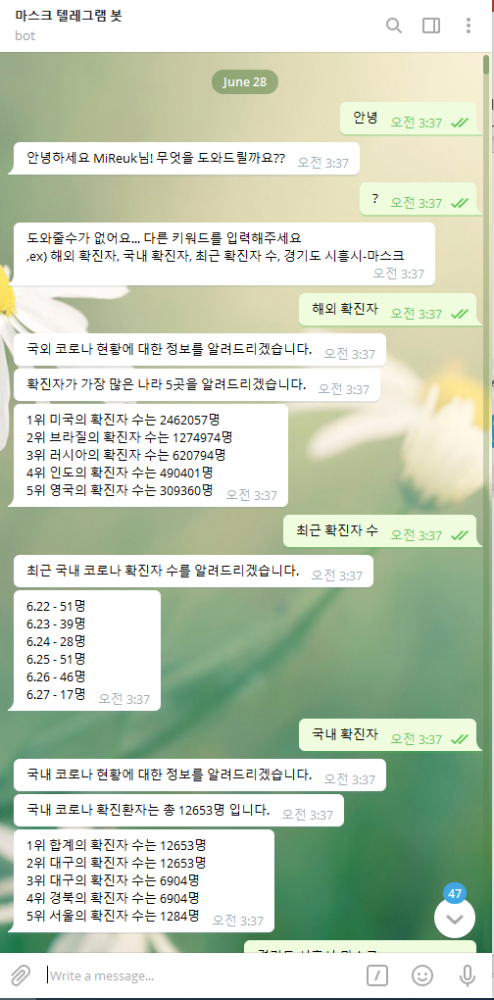 마스크 텔레그램 봇
bot
June 28
안녕 오전 3:37
안녕하세요 MiReuk님! 무엇을 도와드릴까요?? 오전 3:37
? 오전 3:37
도와줄수가 없어요... 다른 키워드를 입력해주세요
,ex) 해외 확진자, 국내 확진자, 최근 확진자 수, 경기도 시흥시-마스크
오전 3:37
해외 확진자 오전 3:37
국외 코로나 현황에 대한 정보를 알려드리겠습니다. 오전 3:37
확진자가 가장 많은 나라 5곳을 알려드리겠습니다. 오전 3:37
1위 미국의 확진자 수는 2462057명
2위 브라질의 확진자 수는 1274974명
3위 러시아의 확진자 수는 620794명
4위 인도의 확진자 수는 490401명
5위 영국의 확진자 수는 309360명 오전 3:37
최근 확진자 수 오전 3:37
최근 국내 코로나 확진자 수를 알려드리겠습니다. 오전 3:37
6.22 - 51명
6.23 - 39명
6.24 - 28명
6.25 - 51명
6.26 - 46명
6.27 - 17명 오전 3:37
국내 확진자 오전 3:37
국내 코로나 현황에 대한 정보를 알려드리겠습니다. 오전 3:37
국내 코로나 확진환자는 총 12653명 입니다. 오전 3:37
1위 합계의 확진자 수는 12653명
2위 대구의 확진자 수는 12653명
3위 대구의 확진자 수는 6904명
4위 경북의 확진자 수는 6904명
5위 서울의 확진자 수는 1284명 오전 3:37
47
Write a message...